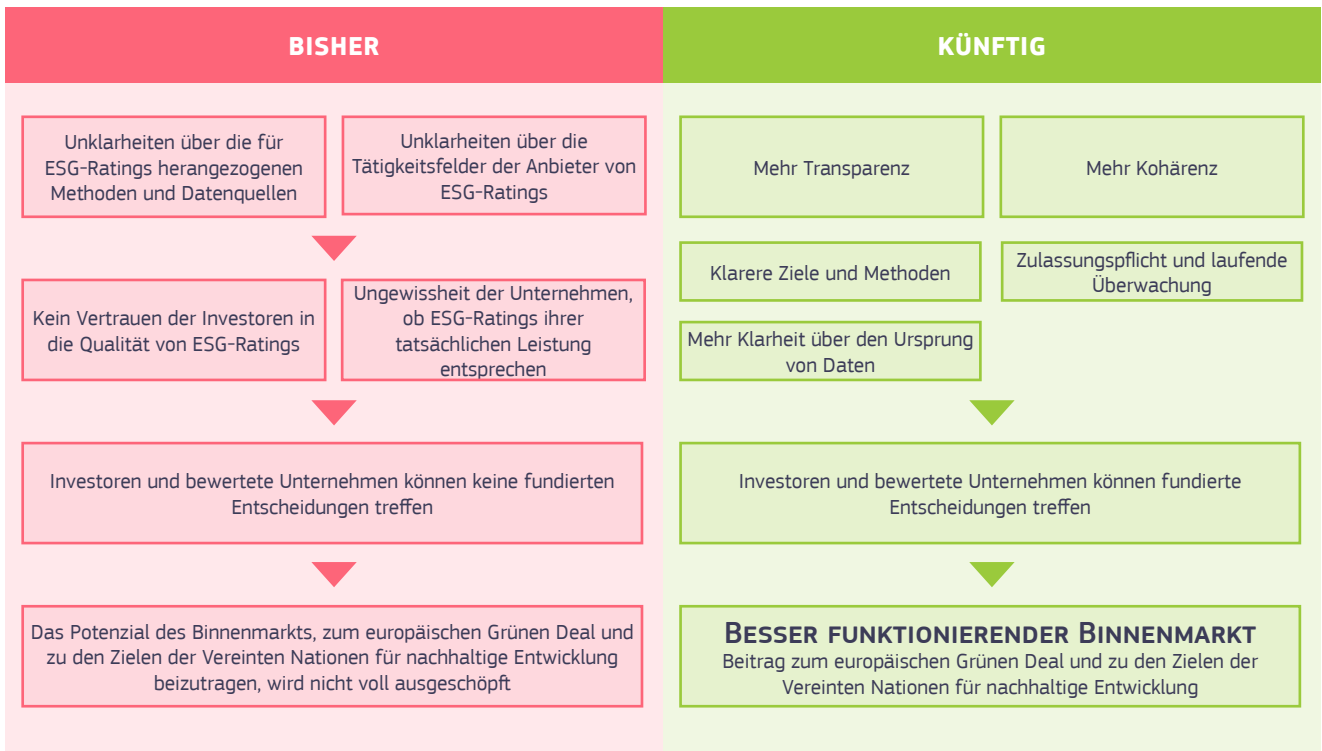 BISHER
Unklarheiten über die für
ESG-Ratings herangezogenen
Methoden und Datenquellen
Unklarheiten über die
Tätigkeitsfelder der Anbieter von
ESG-Ratings
Kein Vertrauen der Investoren in
die Qualität von ESG-Ratings
Ungewissheit der Unternehmen,
ob ESG-Ratings ihrer
tatsächlichen Leistung
entsprechen
Investoren und bewertete Unternehmen können keine fundierten
Entscheidungen treffen
Das Potenzial des Binnenmarkts, zum europäischen Grünen Deal und
zu den Zielen der Vereinten Nationen für nachhaltige Entwicklung
beizutragen, wird nicht voll ausgeschöpft
KÜNFTIG
Mehr Transparenz
Mehr Kohärenz
Klarere Ziele und Methoden
Zulassungspflicht und laufende
Überwachung
Mehr Klarheit über den Ursprung
von Daten
Investoren und bewertete Unternehmen können fundierte
Entscheidungen treffen
BESSER FUNKTIONIERENDER BINNENMARKT
Beitrag zum europäischen Grünen Deal und zu den Zielen der
Vereinten Nationen für nachhaltige Entwicklung